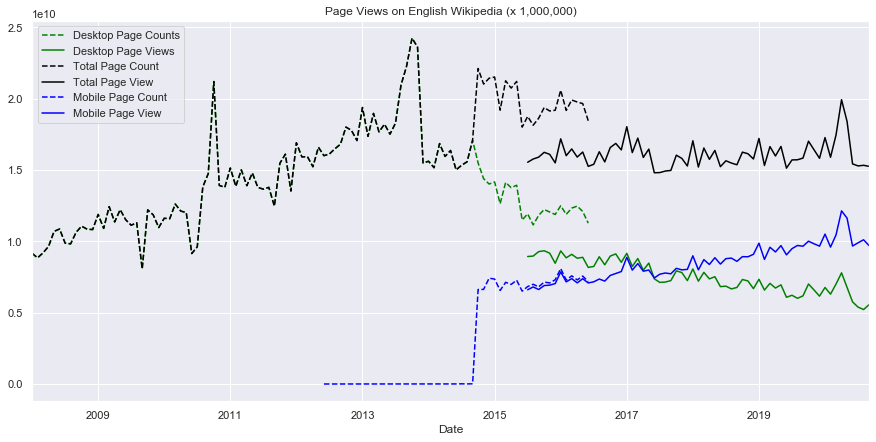 Page Views on English Wikipedia (x 1,000,000)
1e10
2.5
2.0
1.5
1.0
0.5
0.0
Desktop Page Counts
Desktop Page Views
Total Page Count
Total Page View
Mobile Page Count
Mobile Page View
2009
2011
2013
2015
2017
2019
Date